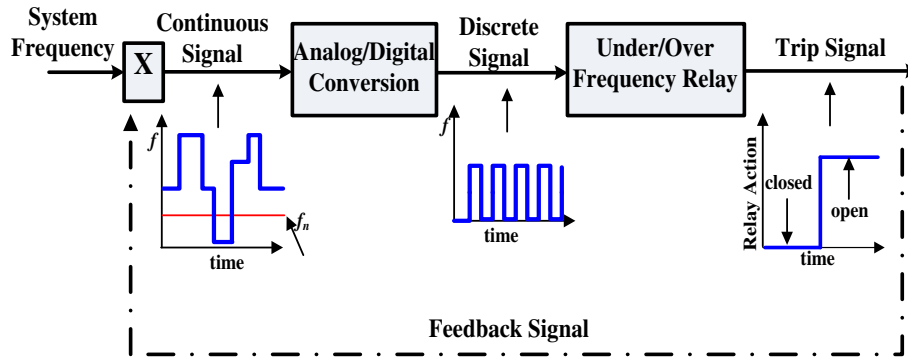 System
Frequency
X
Continuous
Signal
Analog/Digital
Conversion
Discrete
Signal
Under/Over
Frequency Relay
Trip Signal
f
fn
time
f
time
Relay Action
closed
open
time
Feedback Signal